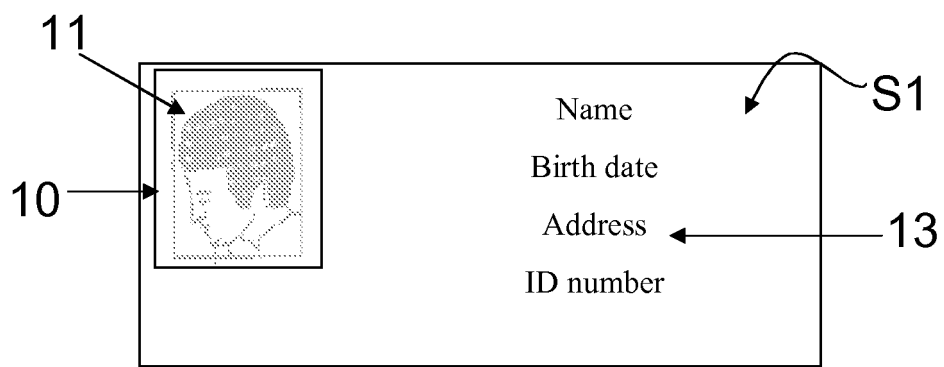 11
S1
Name
Birth date
10
Address
13
ID number